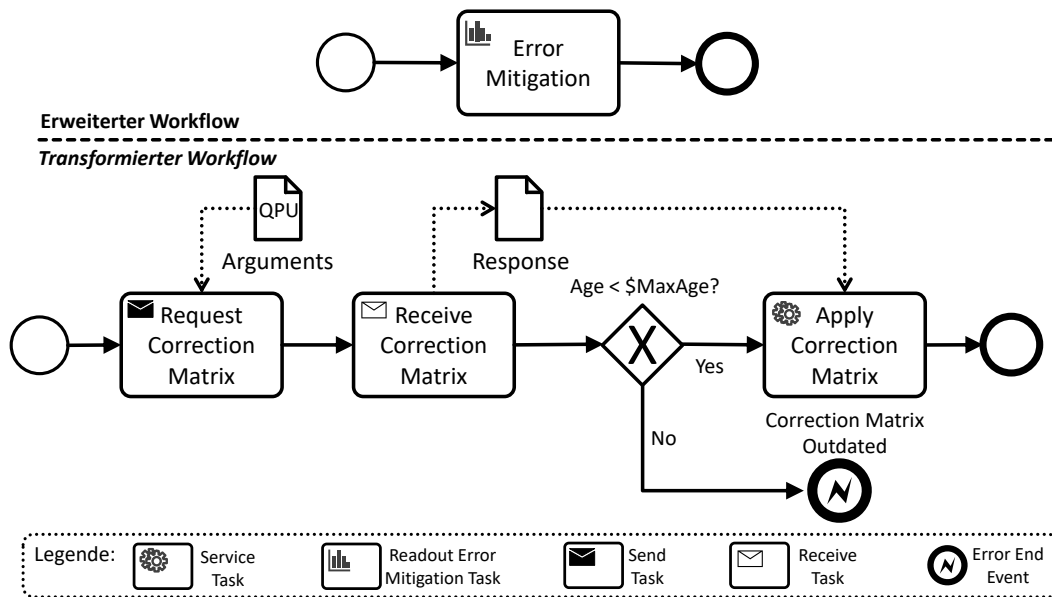 Error
Mitigation
Erweiterter Workflow
Transformierter Workflow
QPU
Arguments
Response
Age < $MaxAge?
Request
Correction
Matrix
Receive
Correction
Matrix
X
Yes
Apply
Correction
Matrix
No
Correction Matrix
Outdated
Legende:
Service
Task
Readout Error
Mitigation Task
Send
Task
Receive
Task
Error End
Event